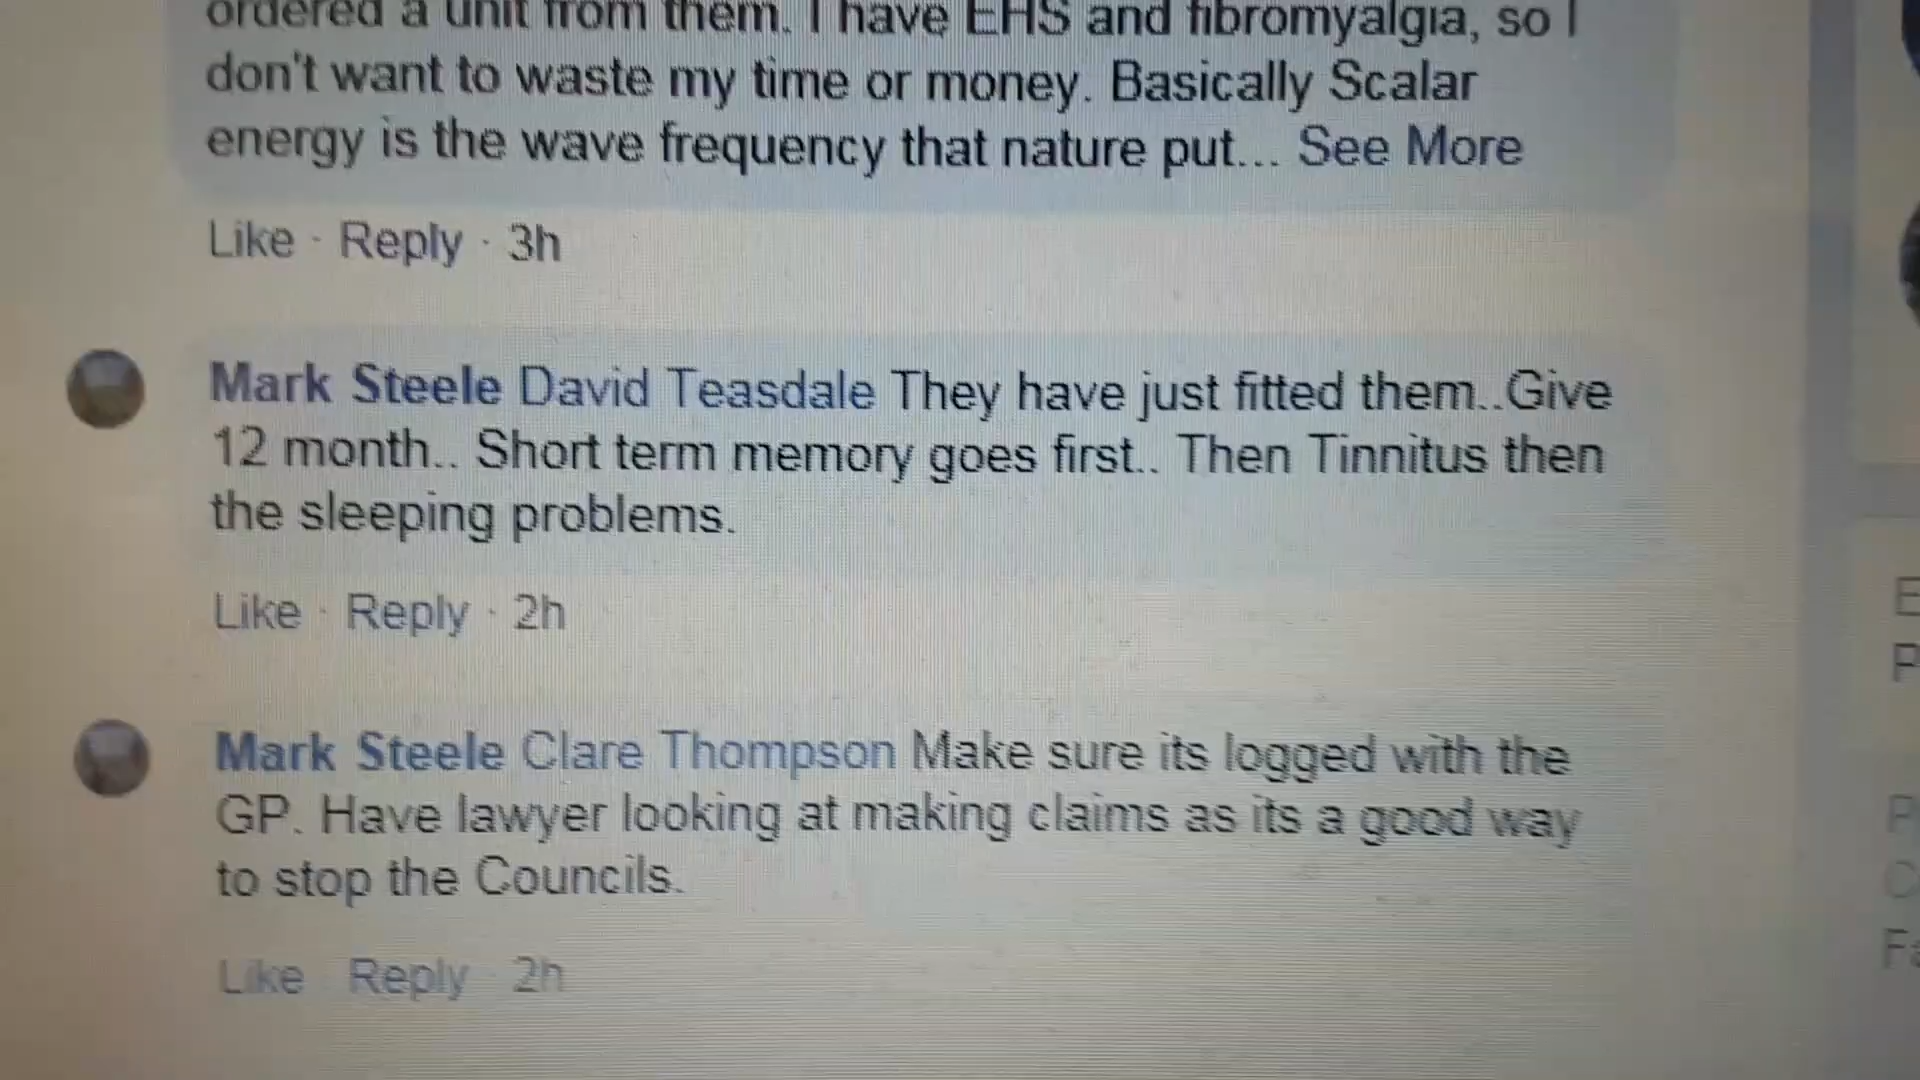 ordered a unit from them. I have EHS and fibromyalgia, so I
don't want to waste my time or money. Basically Scalar
energy is the wave frequency that nature put... See More
Like · Reply · 3h
Mark Steele David Teasdale They have just fitted them..Give
12 month.. Short term memory goes first.. Then Tinnitus then
the sleeping problems.
Like · Reply · 2h
Mark Steele Clare Thompson Make sure its logged with the
GP. Have lawyer looking at making claims as its a good way
to stop the Councils.
Like Reply 2h